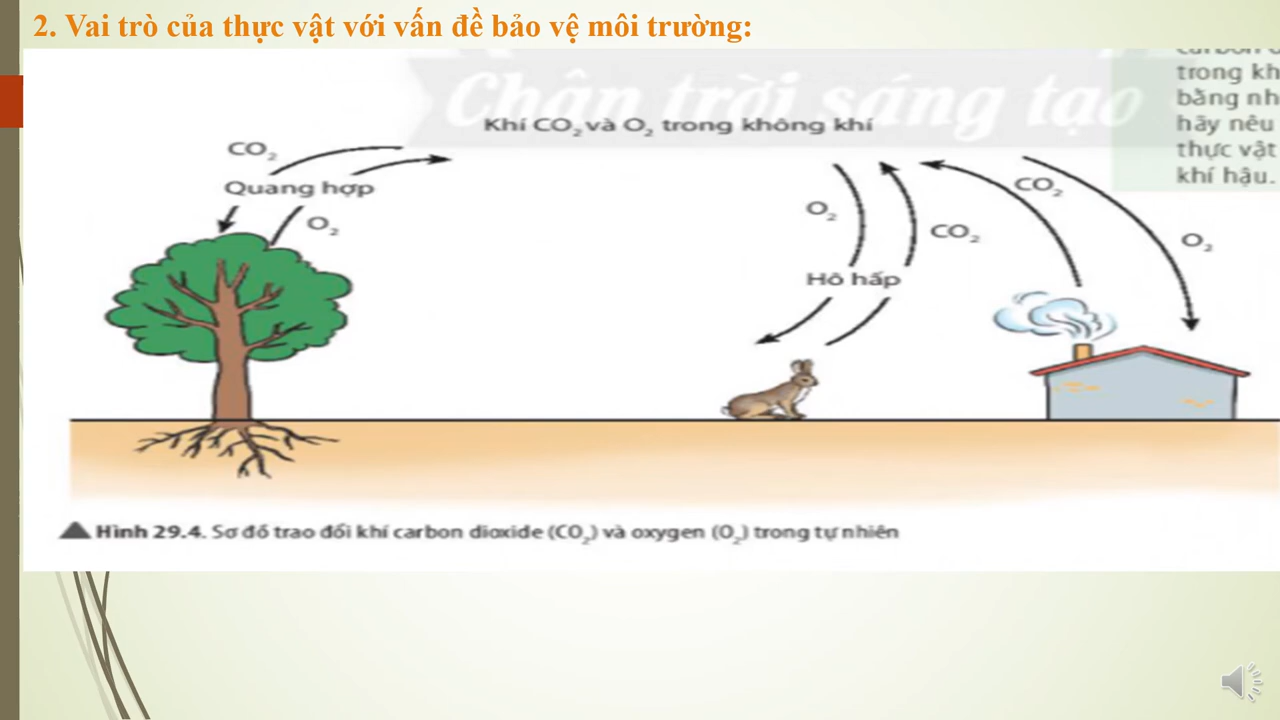 2. Vai trò của thực vật với vấn đề bảo vệ môi trường:
Chân trời sáng tạo
trong kh
bằng nh
hãy nêu
thực vật
khí hậu.
Khí CO₂ và O₂ trong không khí
CO₂
Quang hợp
O₂
O₂
CO₂
CO₂
O₂
Hô hấp
Hình 29.4. Sơ đồ trao đổi khí carbon dioxide (CO₂) và oxygen (O₂) trong tự nhiên